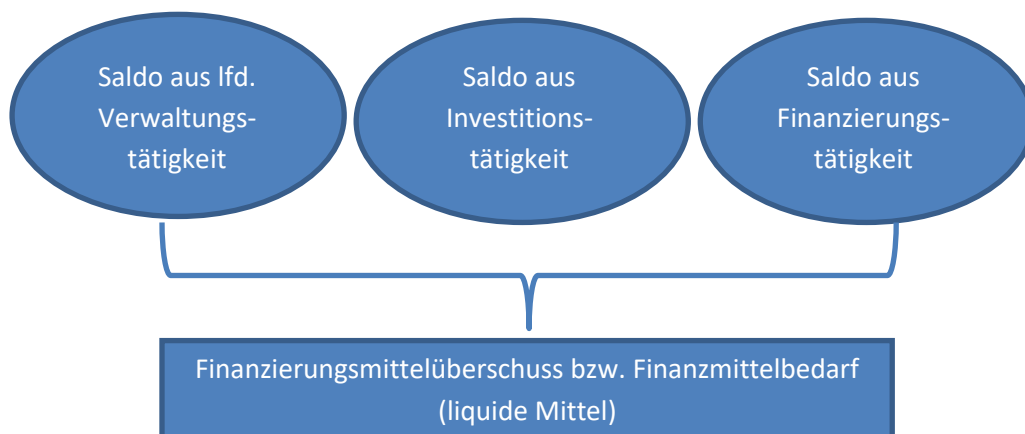 Saldo aus lfd.
Verwaltungs-
tätigkeit
Saldo aus
Investitions-
tätigkeit
Saldo aus
Finanzierungs-
tätigkeit
Finanzierungsmittelüberschuss bzw. Finanzmittelbedarf
(liquide Mittel)